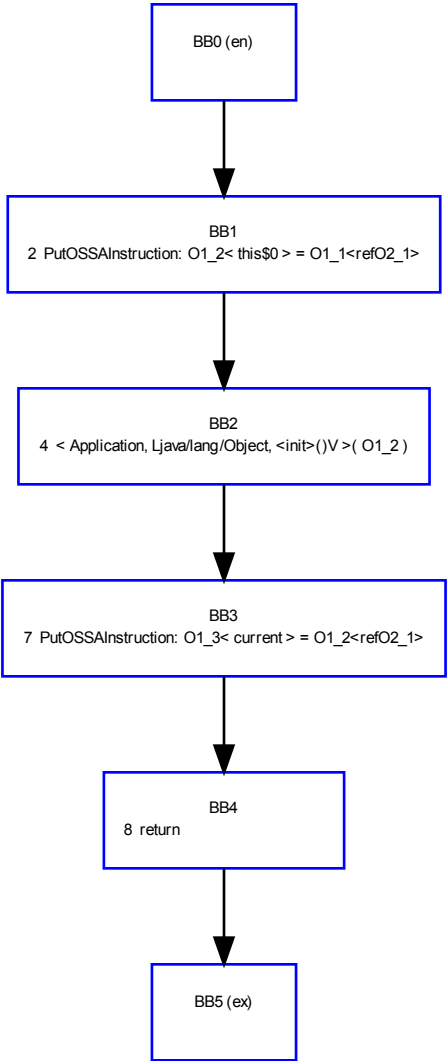 BB0 (en)
BB1
2 PutOSSAInstruction: O1_2< this$0 > = O1_1<refO2_1>
BB2
4 < Application, Ljava/lang/Object, <init>()V >( O1_2 )
BB3
7 PutOSSAInstruction: O1_3< current > = O1_2<refO2_1>
BB4
8 return
BB5 (ex)